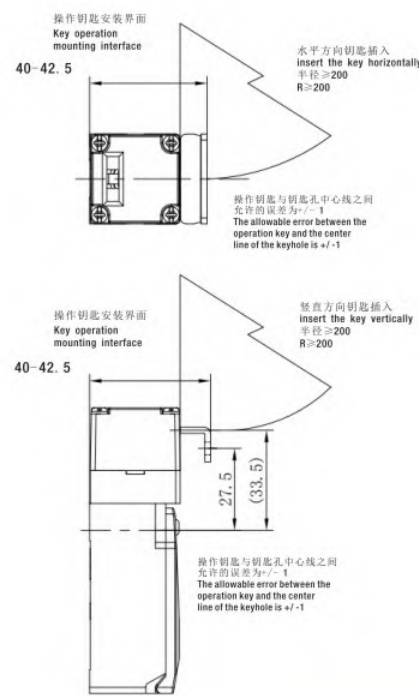 操作钥匙安装界面
Key operation
mounting interface
40-42.5
水平方向钥匙插入
insert the key horizontally
半径≥200
R≥200
操作钥匙与钥匙孔中心线之间
允许的误差为+/- 1
The allowable error between the
operation key and the center
line of the keyhole is +/ -1
操作钥匙安装界面
Key operation
mounting interface
40-42.5
竖直方向钥匙插入
insert the key vertically
半径≥200
R≥200
27.5
(33.5)
操作钥匙与钥匙孔中心线之间
允许的误差为+/- 1
The allowable error between the
operation key and the center
line of the keyhole is +/ -1